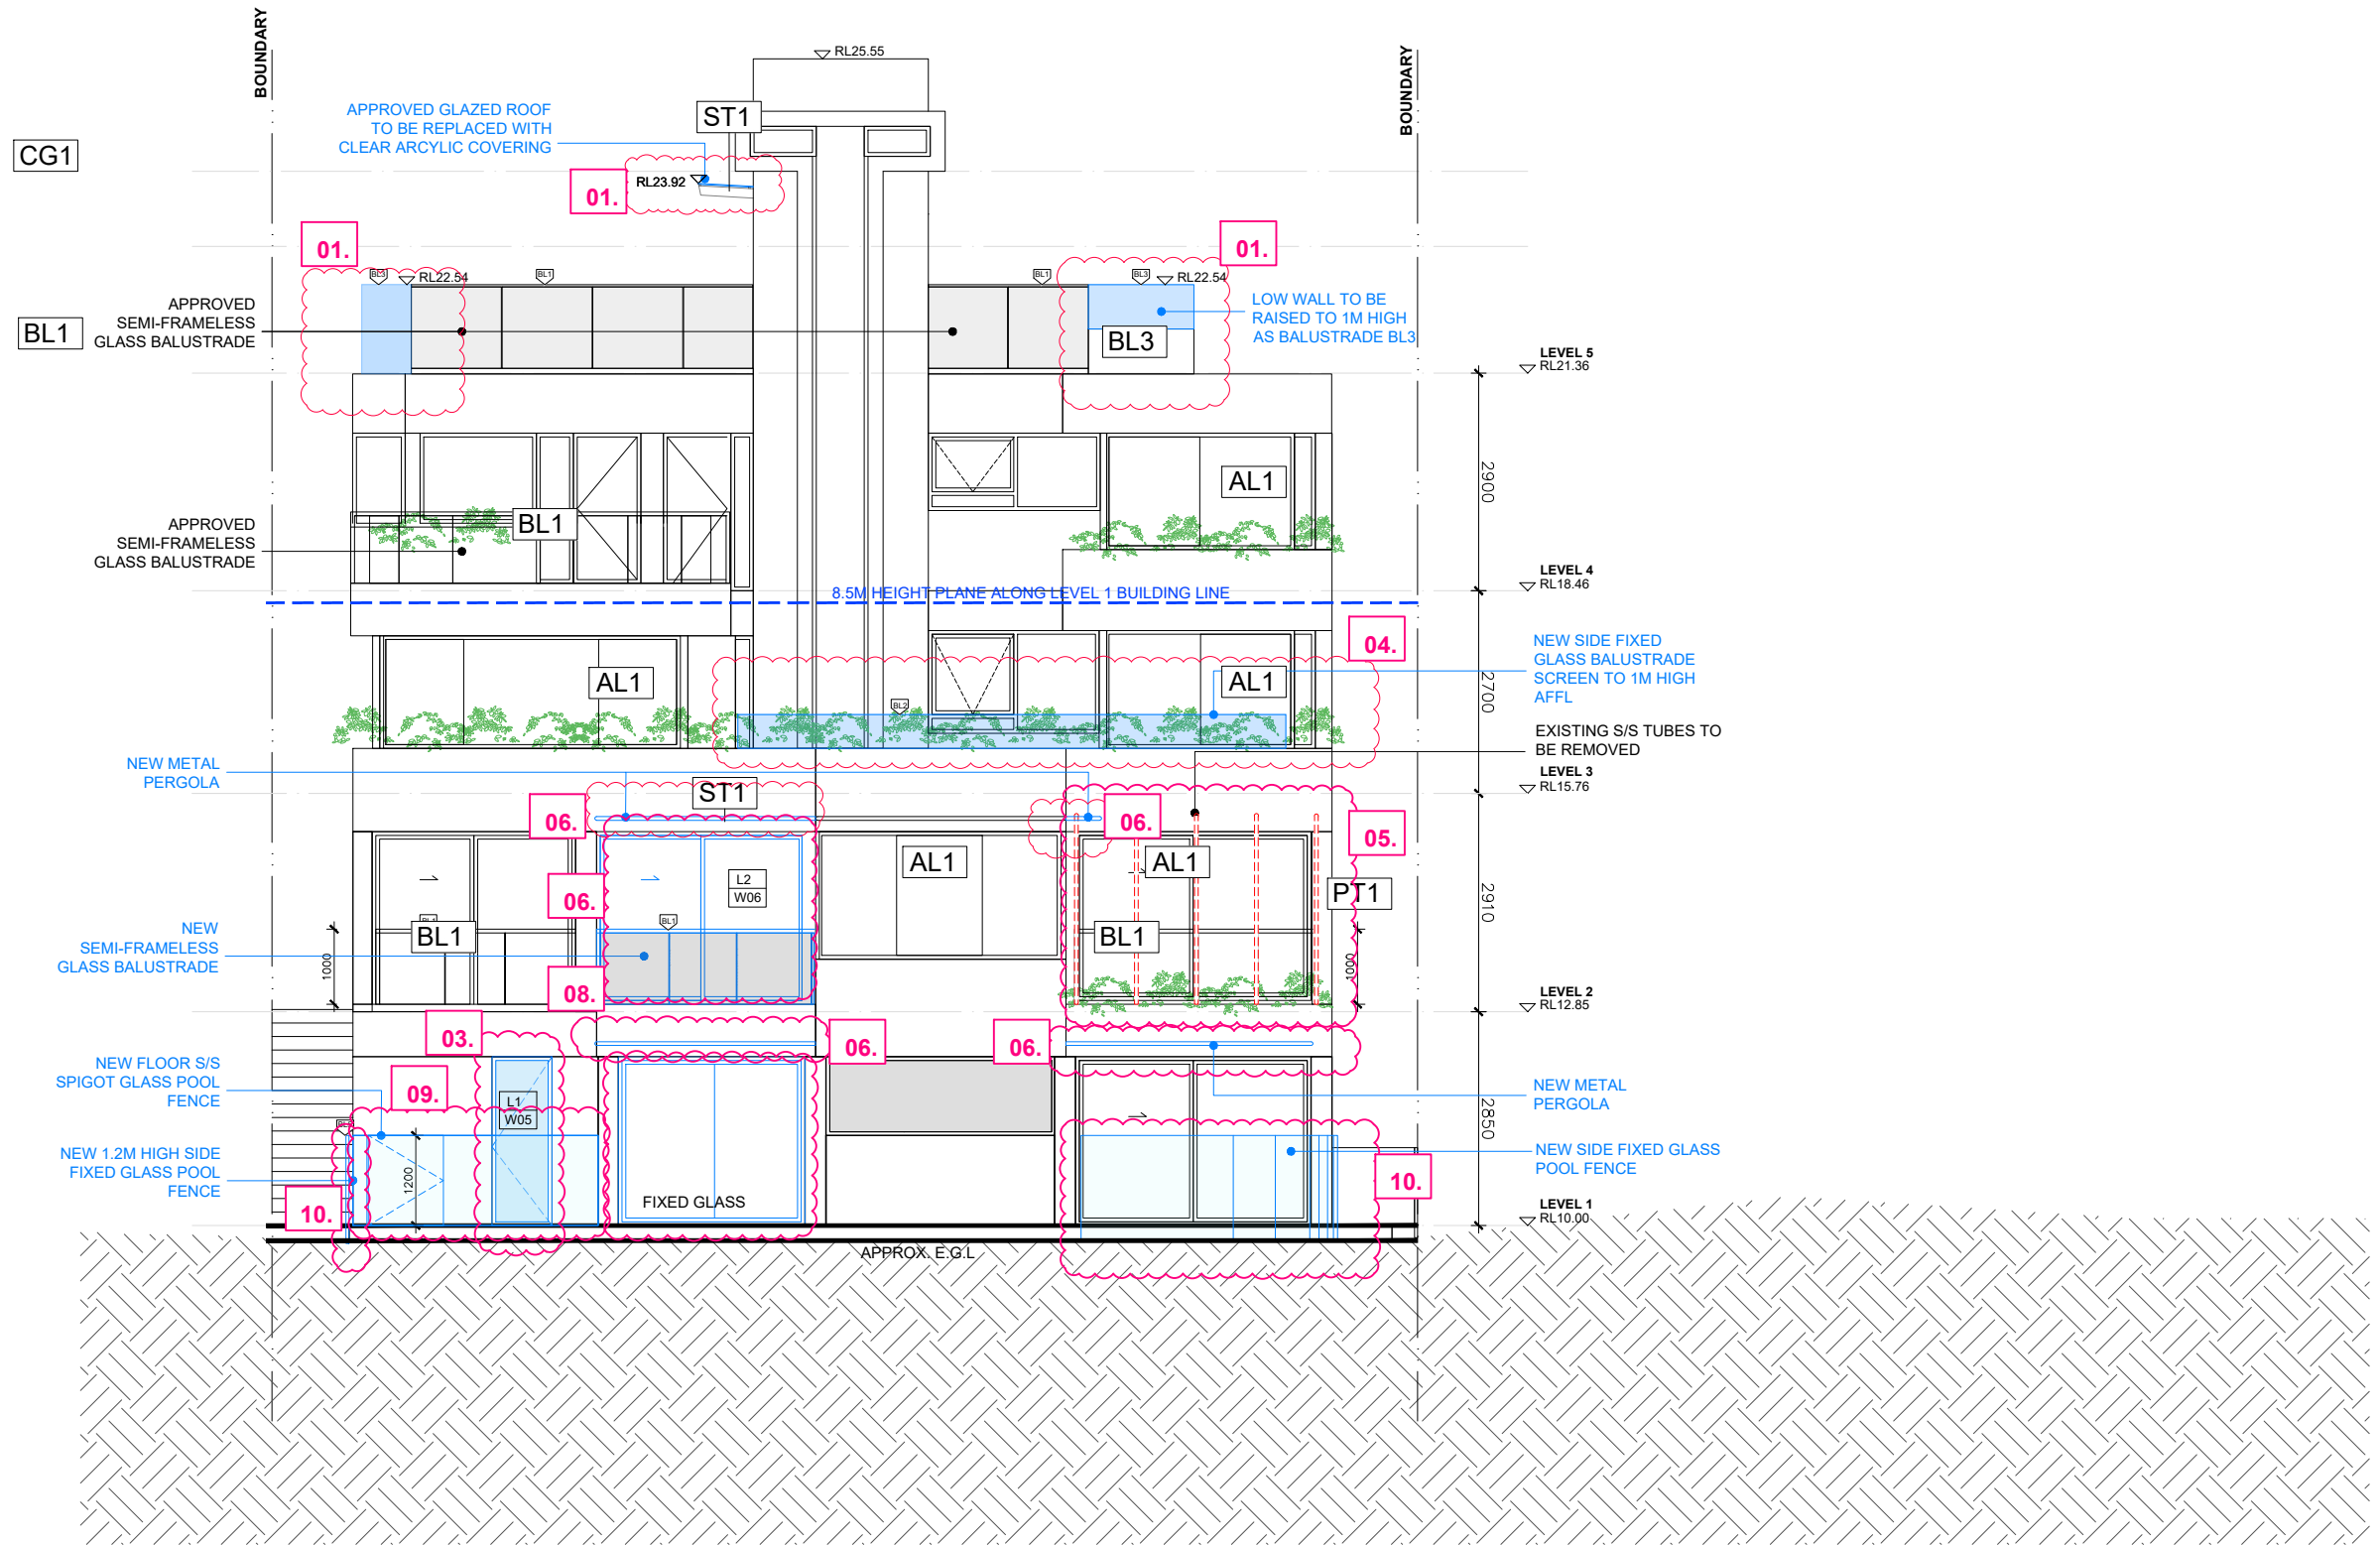 BOUNDARY
BOUNDARY
RL25.55
APPROVED GLAZED ROOF
TO BE REPLACED WITH
CLEAR ARCYLIC COVERING
ST1
CG1
RL23.92
01.
01.
01.
BL3
RL22.54
BL1
BL1
BL3
RL22.54
APPROVED
SEMI-FRAMELESS
GLASS BALUSTRADE
BL1
LOW WALL TO BE
RAISED TO 1M HIGH
AS BALUSTRADE BL3
BL3
LEVEL 5
RL21.36
2900
AL1
APPROVED
SEMI-FRAMELESS
GLASS BALUSTRADE
BL1
LEVEL 4
RL18.46
8.5M HEIGHT PLANE ALONG LEVEL 1 BUILDING LINE
04.
NEW SIDE FIXED
GLASS BALUSTRADE
SCREEN TO 1M HIGH
AFFL
AL1
AL1
2700
BL2
EXISTING S/S TUBES TO
BE REMOVED
NEW METAL
PERGOLA
LEVEL 3
RL15.76
ST1
06.
06.
05.
AL1
AL1
L2
W06
06.
PT1
2910
BL1
BL1
BL1
NEW
SEMI-FRAMELESS
GLASS BALUSTRADE
1000
1000
08.
LEVEL 2
RL12.85
03.
06.
06.
NEW FLOOR S/S
SPIGOT GLASS POOL
FENCE
09.
L1
W05
NEW METAL
PERGOLA
2850
NEW 1.2M HIGH SIDE
FIXED GLASS POOL
FENCE
1200
NEW SIDE FIXED GLASS
POOL FENCE
10.
10.
FIXED GLASS
LEVEL 1
RL10.00
APPROX. E.G.L